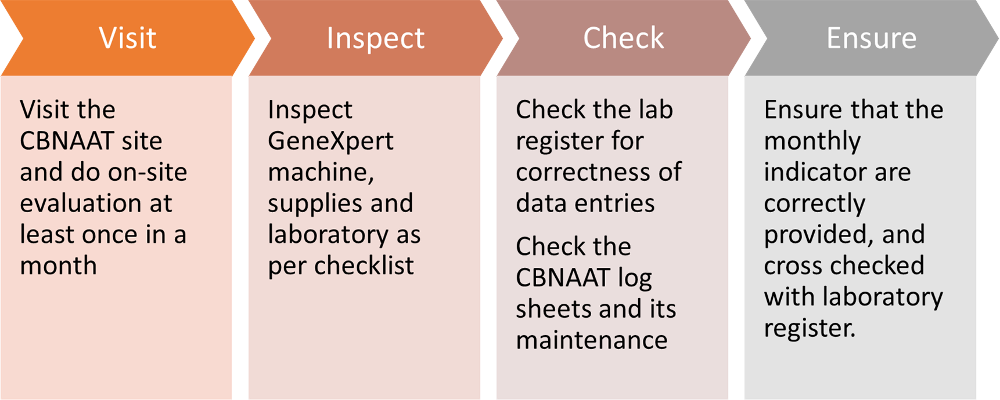 Visit
Visit the
CBNAAT site
and do on-site
evaluation at
least once in a
month
Inspect
Inspect
GeneXpert
machine,
supplies and
laboratory as
per checklist
Check
Check the lab
register for
correctness of
data entries
Check the
CBNAAT log
sheets and its
maintenance
Ensure
Ensure that the
monthly
indicator are
correctly
provided, and
cross checked
with laboratory
register.